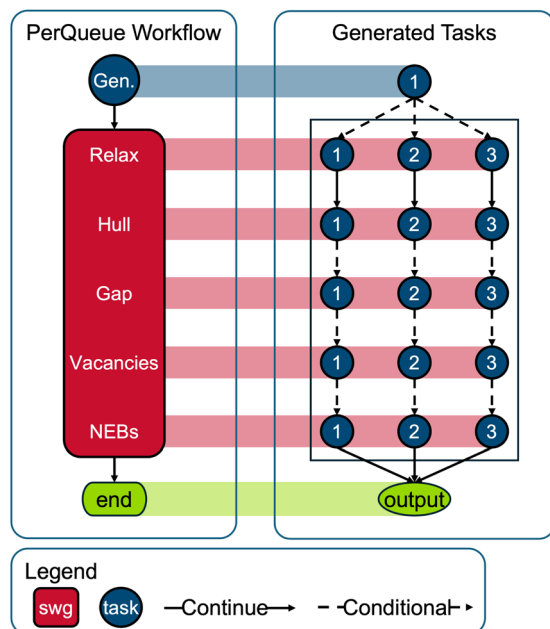 PerQueue Workflow
Generated Tasks
Gen.
1
Relax
1 2 3
Hull
1 2 3
Gap
1 2 3
Vacancies
1 2 3
NEBs
1 2 3
end
output
Legend
swg
task
Continue
Conditional